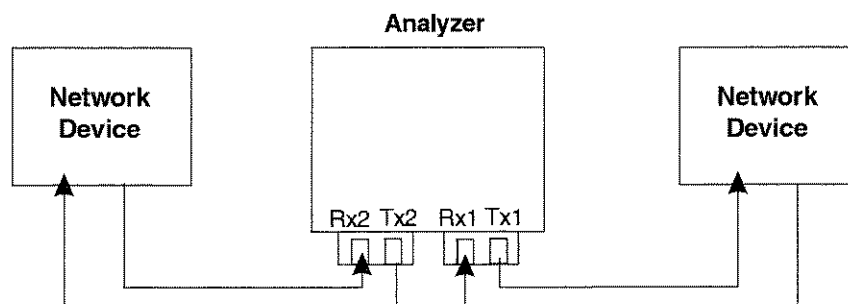 Analyzer
Network
Device
Network
Device
Rx2 Tx2 Rx1 Tx1